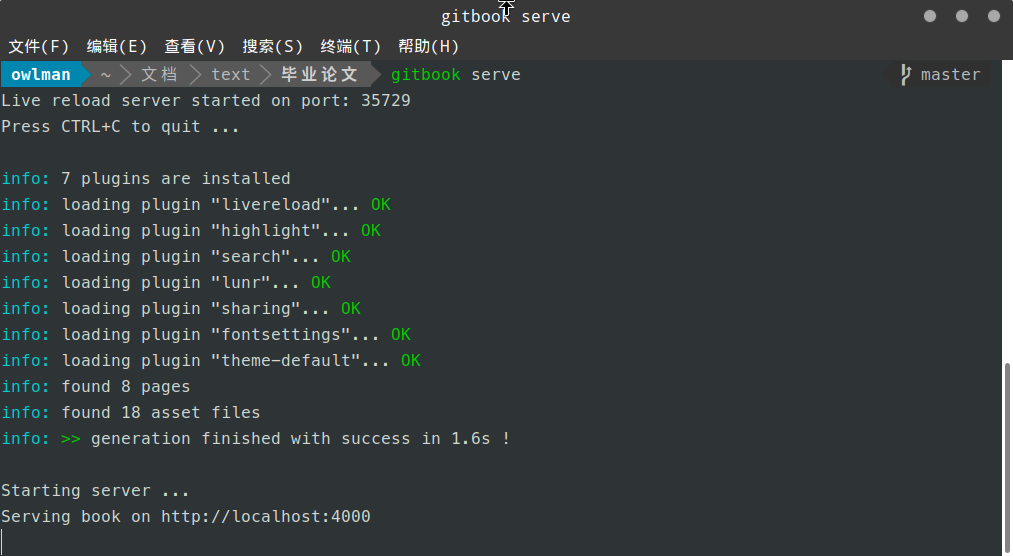 gitbook serve
文件(F) 编辑(E) 查看(V) 搜索(S) 终端(T) 帮助(H)
owlman ~ 文档 text 毕业论文 gitbook serve master
Live reload server started on port: 35729
Press CTRL+C to quit ...
info: 7 plugins are installed
info: loading plugin "livereload"... OK
info: loading plugin "highlight"... OK
info: loading plugin "search"... OK
info: loading plugin "lunr"... OK
info: loading plugin "sharing"... OK
info: loading plugin "fontsettings"... OK
info: loading plugin "theme-default"... OK
info: found 8 pages
info: found 18 asset files
info: >> generation finished with success in 1.6s !
Starting server ...
Serving book on http://localhost:4000